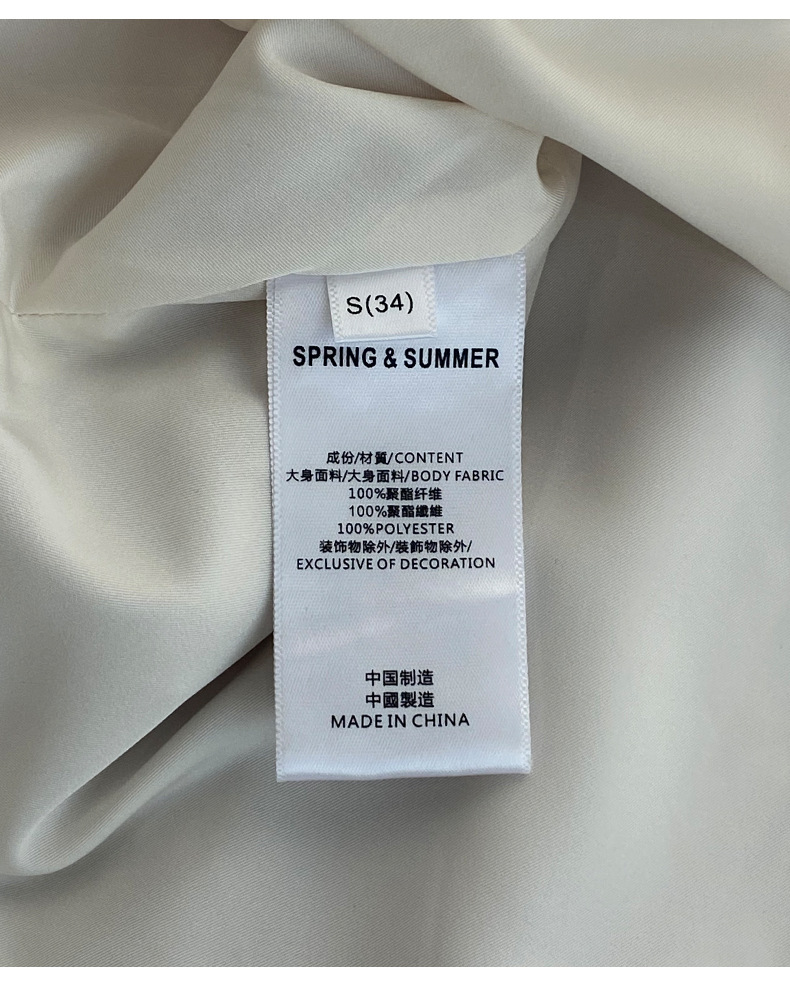 S(34)
SPRING & SUMMER
成份/材質/CONTENT
大身面料/大身面料/BODY FABRIC
100%聚酯纤维
100%聚酯纖維
100%POLYESTER
装饰物除外/裝飾物除外/
EXCLUSIVE OF DECORATION
中国制造
中國製造
MADE IN CHINA